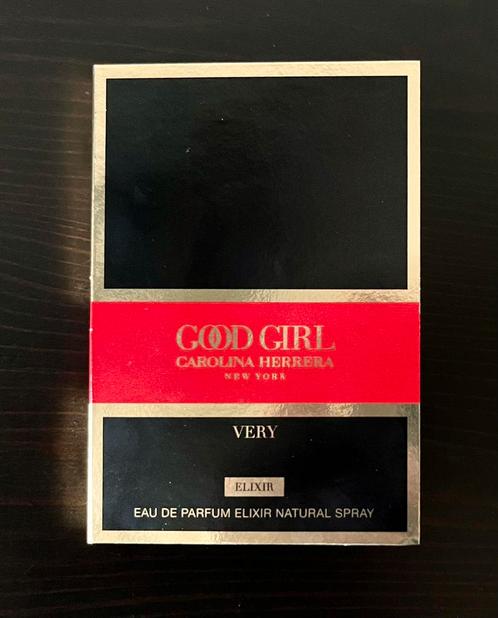 GOOD GIRL
CAROLINA HERRERA
NEW YORK
VERY
ELIXIR
EAU DE PARFUM ELIXIR NATURAL SPRAY